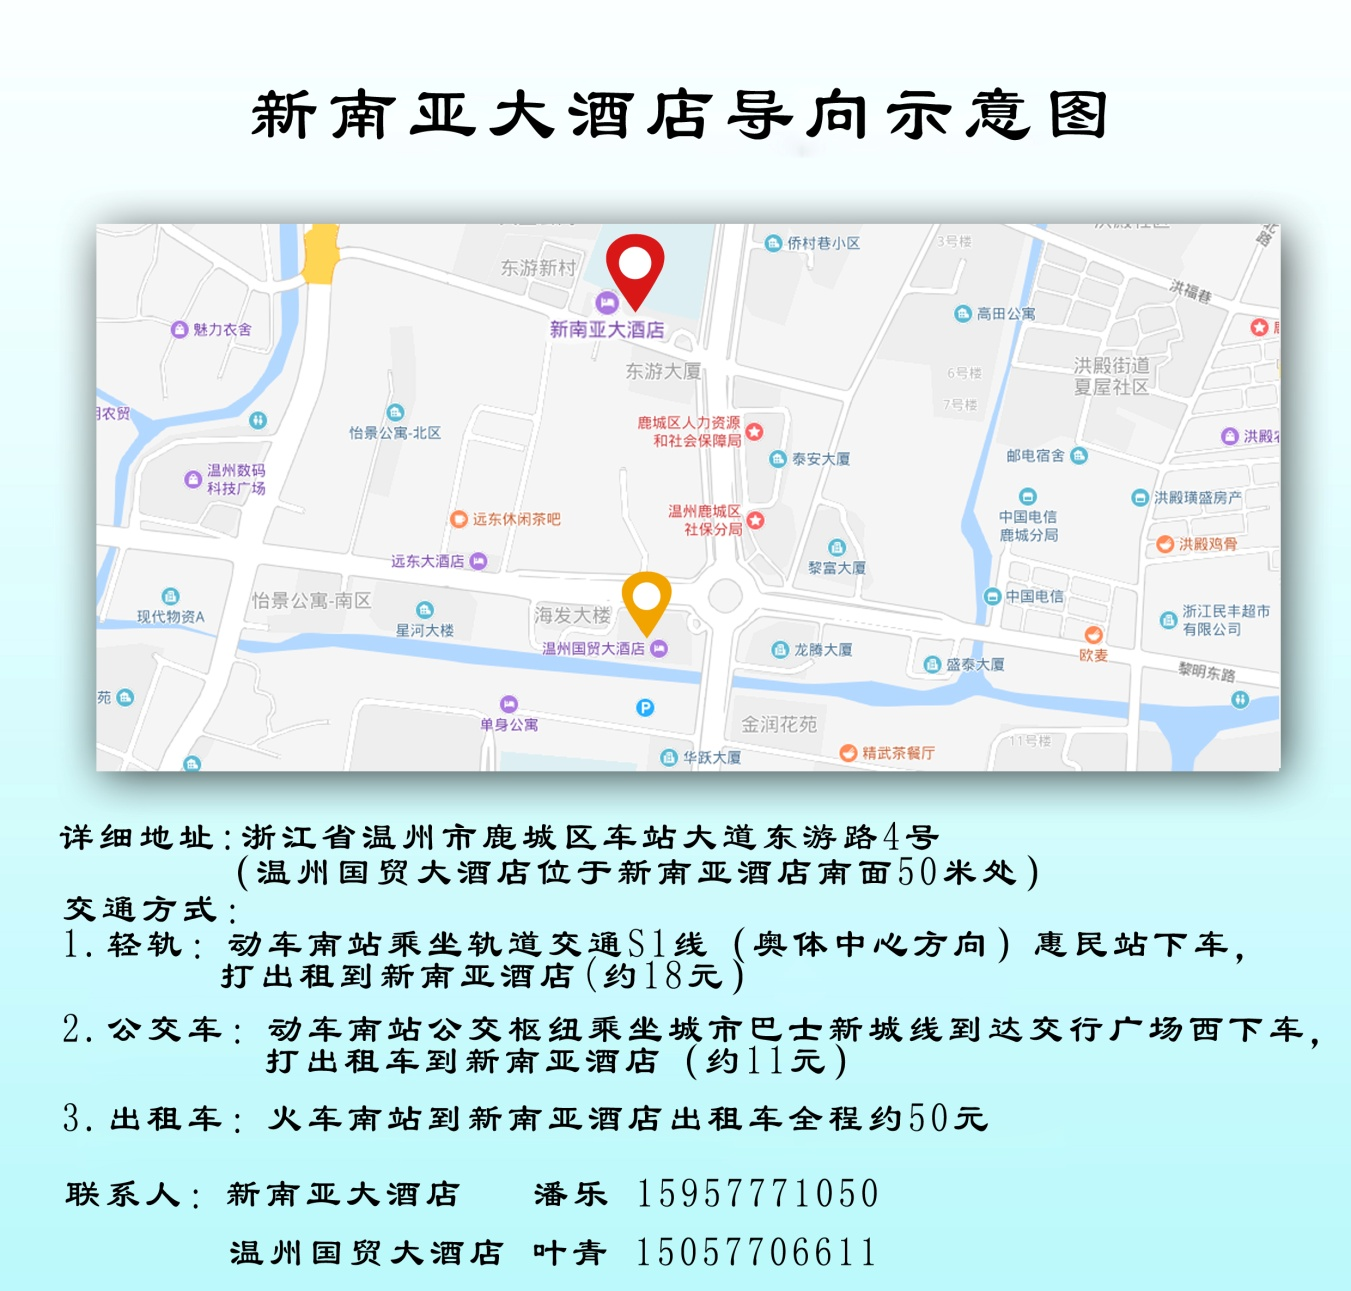 新南亚大酒店导向示意图
东游新村
侨村巷小区
3号楼
洪福巷
北路
新南亚大酒店
高田公寓
魅力衣舍
东游大厦
6号楼
洪殿街道
夏屋社区
7号楼
农贸
怡景公寓-北区
鹿城区人力资源
和社会保障局
泰安大厦
邮电宿舍
温州数码
科技广场
远东休闲茶吧
温州鹿城区
社保分局
中国电信
鹿城分局
洪殿璜盛房产
洪殿鸡骨
远东大酒店
黎富大厦
现代物资A
怡景公寓-南区
星河大楼
海发大楼
中国电信
浙江民丰超市
有限公司
温州国贸大酒店
龙腾大厦
盛泰大厦
欧麦
黎明东路
苑
单身公寓
P
金润花苑
11号楼
华跃大厦
精武茶餐厅
详细地址:浙江省温州市鹿城区车站大道东游路4号
(温州国贸大酒店位于新南亚酒店南面50米处)
交通方式:
1. 轻轨: 动车南站乘坐轨道交通S1线 (奥体中心方向) 惠民站下车,
打出租到新南亚酒店(约18元)
2. 公交车: 动车南站公交枢纽乘坐城市巴士新城线到达交行广场西下车,
打出租车到新南亚酒店 (约11元)
3. 出租车: 火车南站到新南亚酒店出租车全程约50元
联系人: 新南亚大酒店 潘乐 15957771050
温州国贸大酒店 叶青 15057706611